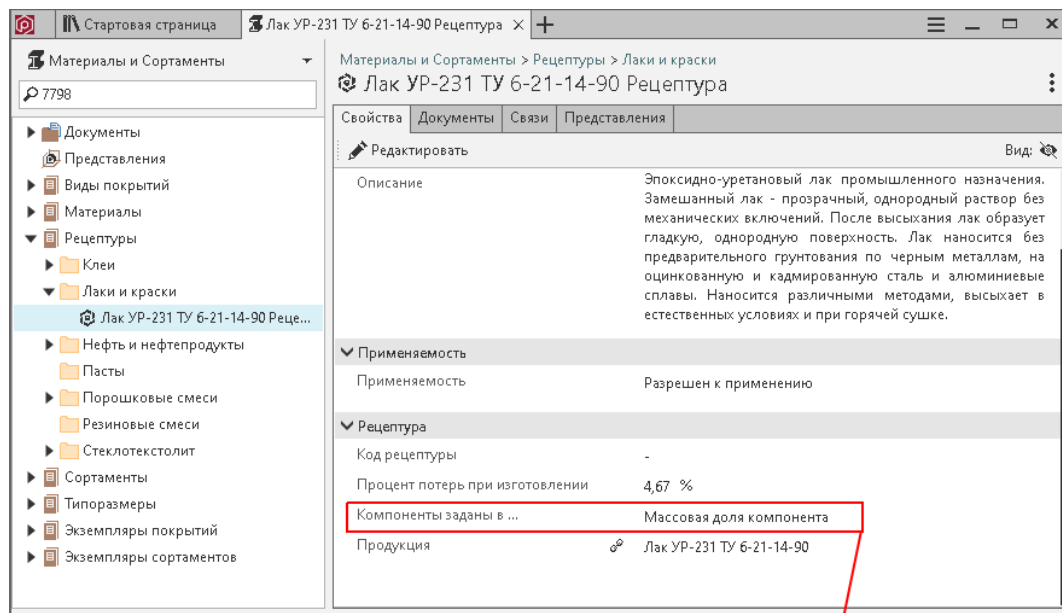 Стартовая страница
Лак УР-231 ТУ 6-21-14-90 Рецептура
Материалы и Сортаменты
7798
Документы
Представления
Виды покрытий
Материалы
Рецептуры
Клеи
Лаки и краски
Лак УР-231 ТУ 6-21-14-90 Реце...
Нефть и нефтепродукты
Пасты
Порошковые смеси
Резиновые смеси
Стеклотекстолит
Сортаменты
Типоразмеры
Экземпляры покрытий
Экземпляры сортаментов
Материалы и Сортаменты > Рецептуры > Лаки и краски
Лак УР-231 ТУ 6-21-14-90 Рецептура
Свойства Документы Связи Представления
Редактировать Вид:
Описание
Эпоксидно-уретановый лак промышленного назначения.
Замешанный лак - прозрачный, однородный раствор без
механических включений. После высыхания лак образует
гладкую, однородную поверхность. Лак наносится без
предварительного грунтования по черным металлам, на
оцинкованную и кадмированную сталь и алюминиевые
сплавы. Наносится различными методами, высыхает в
естественных условиях и при горячей сушке.
Применяемость
Применяемость Разрешен к применению
Рецептура
Код рецептуры -
Процент потерь при изготовлении 4,67 %
Компоненты заданы в ... Массовая доля компонента
Продукция Лак УР-231 ТУ 6-21-14-90